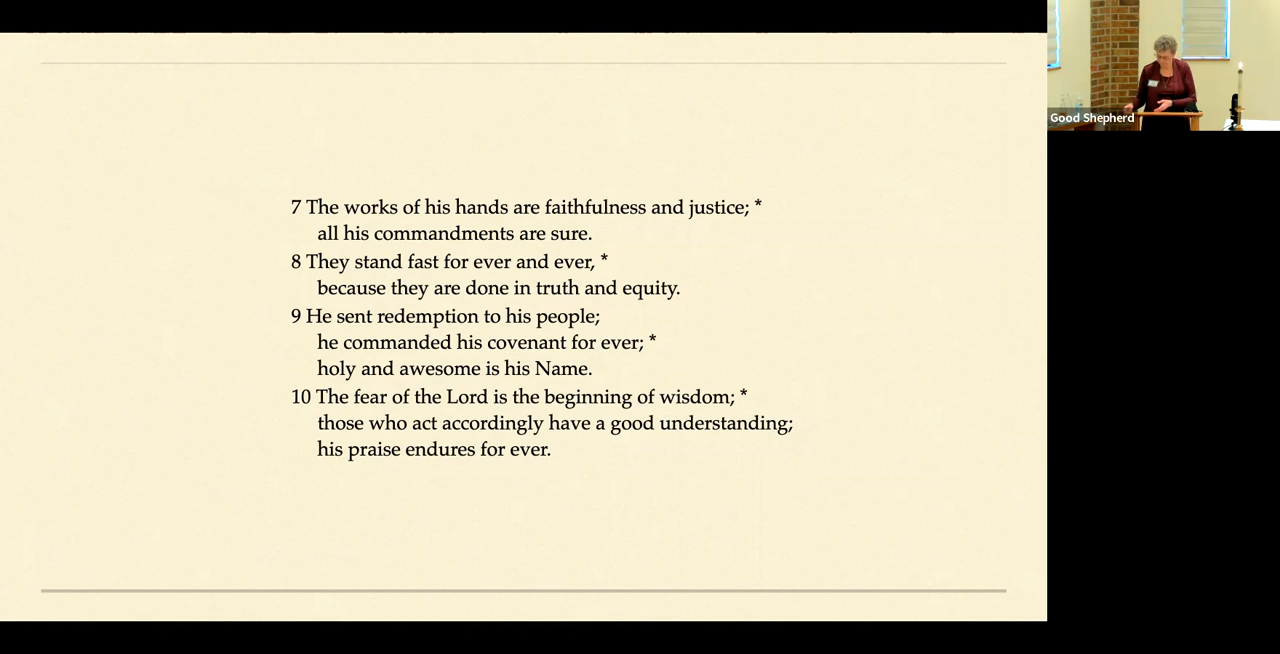 7 The works of his hands are faithfulness and justice; *
all his commandments are sure.
8 They stand fast for ever and ever, *
because they are done in truth and equity.
9 He sent redemption to his people;
he commanded his covenant for ever; *
holy and awesome is his Name.
10 The fear of the Lord is the beginning of wisdom; *
those who act accordingly have a good understanding;
his praise endures for ever.
Good Shepherd